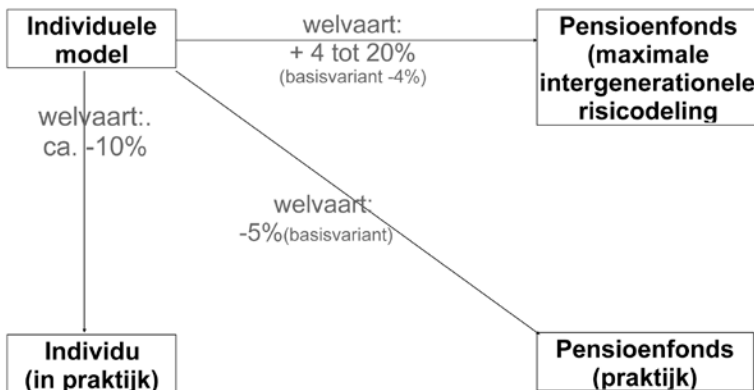 Individuele
model
welvaart:
+ 4 tot 20%
(basisvariant -4%)
Pensioenfonds
(maximale
intergenerationele
risicodeling
welvaart:.
ca. -10%
welvaart:
-5%(basisvariant)
Individu
(in praktijk)
Pensioenfonds
(praktijk)